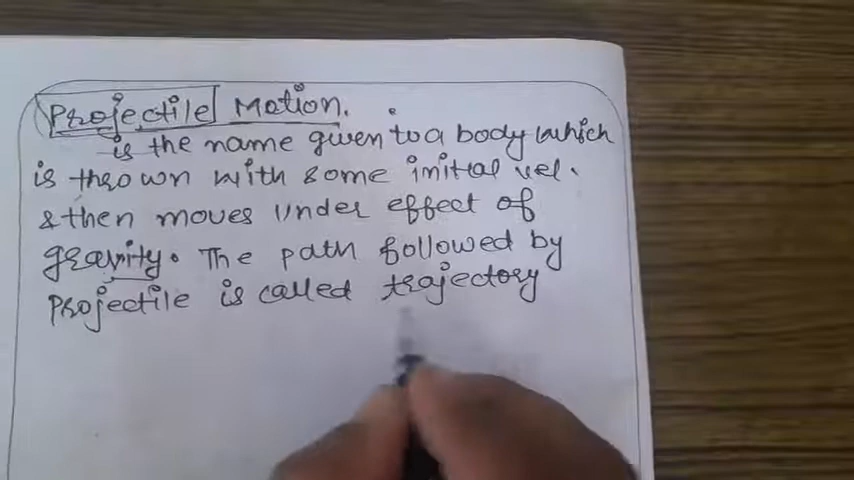 Projectile Motion.
is the name given to a body which
is thrown with some initial vel.
& then moves under effect of
gravity. The path followed by
Projectile is called trajectory